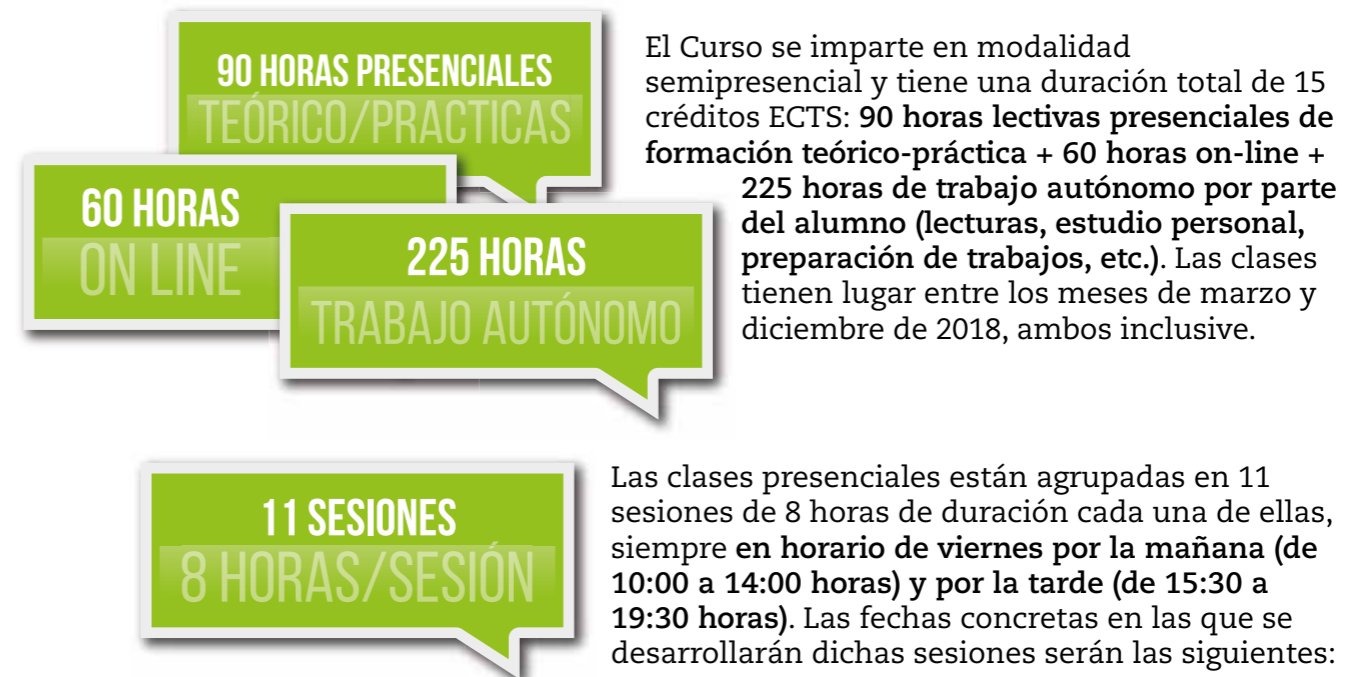 90 HORAS PRESENCIALES
TEÓRICO/PRACTICAS
60 HORAS
ON LINE
225 HORAS
TRABAJO AUTÓNOMO
El Curso se imparte en modalidad
semipresencial y tiene una duración total de 15
créditos ECTS: 90 horas lectivas presenciales de
formación teórico-práctica + 60 horas on-line +
225 horas de trabajo autónomo por parte
del alumno (lecturas, estudio personal,
preparación de trabajos, etc.). Las clases
tienen lugar entre los meses de marzo y
diciembre de 2018, ambos inclusive.
11 SESIONES
8 HORAS/SESIÓN
Las clases presenciales están agrupadas en 11
sesiones de 8 horas de duración cada una de ellas,
siempre en horario de viernes por la mañana (de
10:00 a 14:00 horas) y por la tarde (de 15:30 a
19:30 horas). Las fechas concretas en las que se
desarrollarán dichas sesiones serán las siguientes: